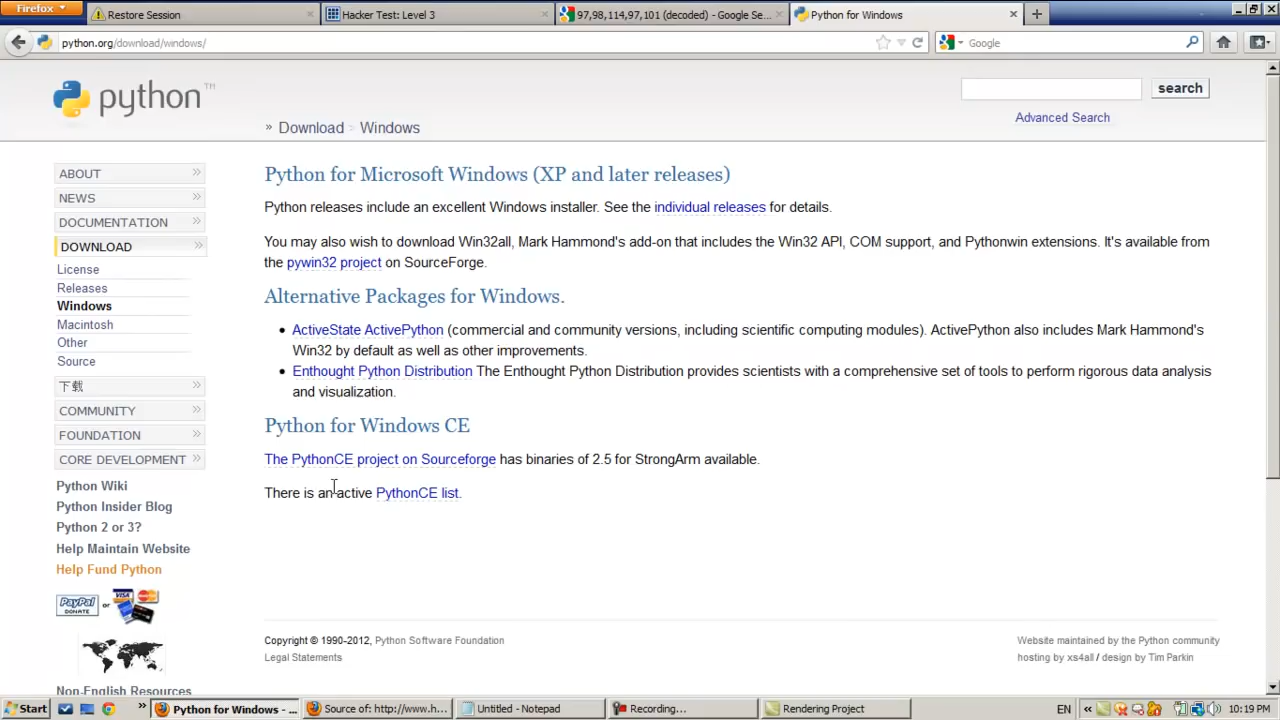 Firefox
Restore Session
Hacker Test: Level 3
97,98,114,97,101 (decoded) - Google Se...
Python for Windows
python.org/download/windows/
Google
python™
search
Advanced Search
» Download > Windows
ABOUT
NEWS
DOCUMENTATION
DOWNLOAD
License
Releases
Windows
Macintosh
Other
Source
下载
COMMUNITY
FOUNDATION
CORE DEVELOPMENT
Python Wiki
Python Insider Blog
Python 2 or 3?
Help Maintain Website
Help Fund Python
PayPal
DONATE
or
VISA
Non-English Resources
Python for Microsoft Windows (XP and later releases)
Python releases include an excellent Windows installer. See the individual releases for details.
You may also wish to download Win32all, Mark Hammond's add-on that includes the Win32 API, COM support, and Pythonwin extensions. It's available from
the pywin32 project on SourceForge.
Alternative Packages for Windows.
• ActiveState ActivePython (commercial and community versions, including scientific computing modules). ActivePython also includes Mark Hammond's
Win32 by default as well as other improvements.
• Enthought Python Distribution The Enthought Python Distribution provides scientists with a comprehensive set of tools to perform rigorous data analysis
and visualization.
Python for Windows CE
The PythonCE project on Sourceforge has binaries of 2.5 for StrongArm available.
There is an active PythonCE list.
Copyright © 1990-2012, Python Software Foundation
Legal Statements
Website maintained by the Python community
hosting by xs4all / design by Tim Parkin
Start
Python for Windows - ...
Source of: http://www.h...
Untitled - Notepad
Recording...
Rendering Project
EN
10:19 PM